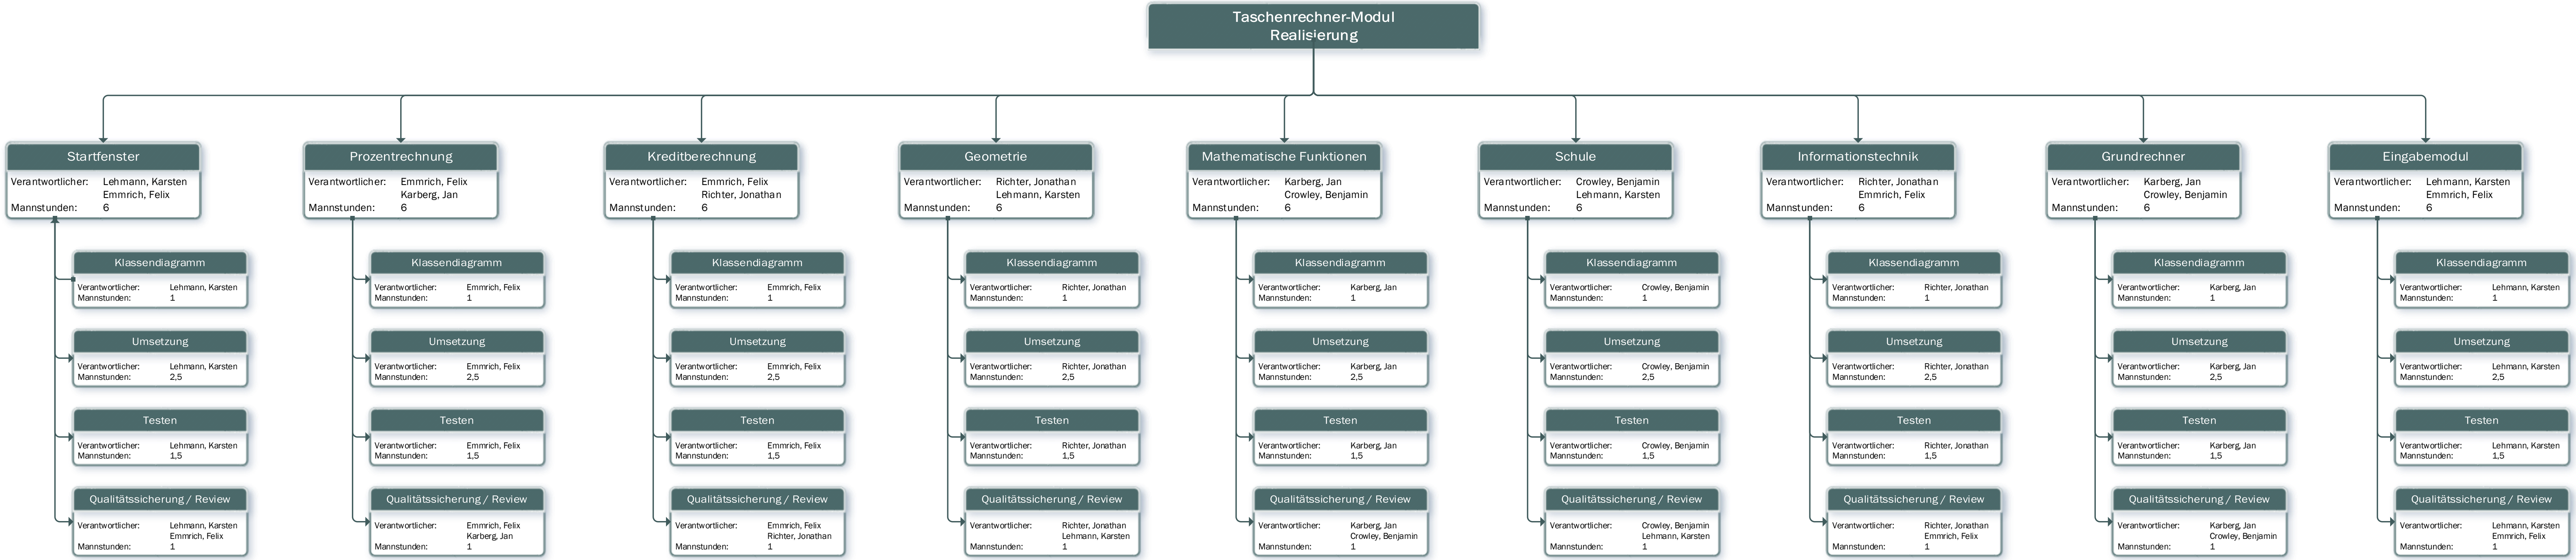 Taschenrechner-Modul
Realisierung
Startfenster
Verantwortlicher: Lehmann, Karsten
Emmrich, Felix
Mannstunden: 6
Klassendiagramm
Verantwortlicher: Lehmann, Karsten
Mannstunden: 1
Umsetzung
Verantwortlicher: Lehmann, Karsten
Mannstunden: 2,5
Testen
Verantwortlicher: Lehmann, Karsten
Mannstunden: 1,5
Qualitätssicherung / Review
Verantwortlicher: Lehmann, Karsten
Emmrich, Felix
Mannstunden: 1
Prozentrechnung
Verantwortlicher: Emmrich, Felix
Karberg, Jan
Mannstunden: 6
Klassendiagramm
Verantwortlicher: Emmrich, Felix
Mannstunden: 1
Umsetzung
Verantwortlicher: Emmrich, Felix
Mannstunden: 2,5
Testen
Verantwortlicher: Emmrich, Felix
Mannstunden: 1,5
Qualitätssicherung / Review
Verantwortlicher: Emmrich, Felix
Karberg, Jan
Mannstunden: 1
Kreditberechnung
Verantwortlicher: Emmrich, Felix
Richter, Jonathan
Mannstunden: 6
Klassendiagramm
Verantwortlicher: Emmrich, Felix
Mannstunden: 1
Umsetzung
Verantwortlicher: Emmrich, Felix
Mannstunden: 2,5
Testen
Verantwortlicher: Emmrich, Felix
Mannstunden: 1,5
Qualitätssicherung / Review
Verantwortlicher: Emmrich, Felix
Richter, Jonathan
Mannstunden: 1
Geometrie
Verantwortlicher: Richter, Jonathan
Lehmann, Karsten
Mannstunden: 6
Klassendiagramm
Verantwortlicher: Richter, Jonathan
Mannstunden: 1
Umsetzung
Verantwortlicher: Richter, Jonathan
Mannstunden: 2,5
Testen
Verantwortlicher: Richter, Jonathan
Mannstunden: 1,5
Qualitätssicherung / Review
Verantwortlicher: Richter, Jonathan
Lehmann, Karsten
Mannstunden: 1
Mathematische Funktionen
Verantwortlicher: Karberg, Jan
Crowley, Benjamin
Mannstunden: 6
Klassendiagramm
Verantwortlicher: Karberg, Jan
Mannstunden: 1
Umsetzung
Verantwortlicher: Karberg, Jan
Mannstunden: 2,5
Testen
Verantwortlicher: Karberg, Jan
Mannstunden: 1,5
Qualitätssicherung / Review
Verantwortlicher: Karberg, Jan
Crowley, Benjamin
Mannstunden: 1
Schule
Verantwortlicher: Crowley, Benjamin
Lehmann, Karsten
Mannstunden: 6
Klassendiagramm
Verantwortlicher: Crowley, Benjamin
Mannstunden: 1
Umsetzung
Verantwortlicher: Crowley, Benjamin
Mannstunden: 2,5
Testen
Verantwortlicher: Crowley, Benjamin
Mannstunden: 1,5
Qualitätssicherung / Review
Verantwortlicher: Crowley, Benjamin
Lehmann, Karsten
Mannstunden: 1
Informationstechnik
Verantwortlicher: Richter, Jonathan
Emmrich, Felix
Mannstunden: 6
Klassendiagramm
Verantwortlicher: Richter, Jonathan
Mannstunden: 1
Umsetzung
Verantwortlicher: Richter, Jonathan
Mannstunden: 2,5
Testen
Verantwortlicher: Richter, Jonathan
Mannstunden: 1,5
Qualitätssicherung / Review
Verantwortlicher: Richter, Jonathan
Emmrich, Felix
Mannstunden: 1
Grundrechner
Verantwortlicher: Karberg, Jan
Crowley, Benjamin
Mannstunden: 6
Klassendiagramm
Verantwortlicher: Karberg, Jan
Mannstunden: 1
Umsetzung
Verantwortlicher: Karberg, Jan
Mannstunden: 2,5
Testen
Verantwortlicher: Karberg, Jan
Mannstunden: 1,5
Qualitätssicherung / Review
Verantwortlicher: Karberg, Jan
Crowley, Benjamin
Mannstunden: 1
Eingabemodul
Verantwortlicher: Lehmann, Karsten
Emmrich, Felix
Mannstunden: 6
Klassendiagramm
Verantwortlicher: Lehmann, Karsten
Mannstunden: 1
Umsetzung
Verantwortlicher: Lehmann, Karsten
Mannstunden: 2,5
Testen
Verantwortlicher: Lehmann, Karsten
Mannstunden: 1,5
Qualitätssicherung / Review
Verantwortlicher: Lehmann, Karsten
Emmrich, Felix
Mannstunden: 1